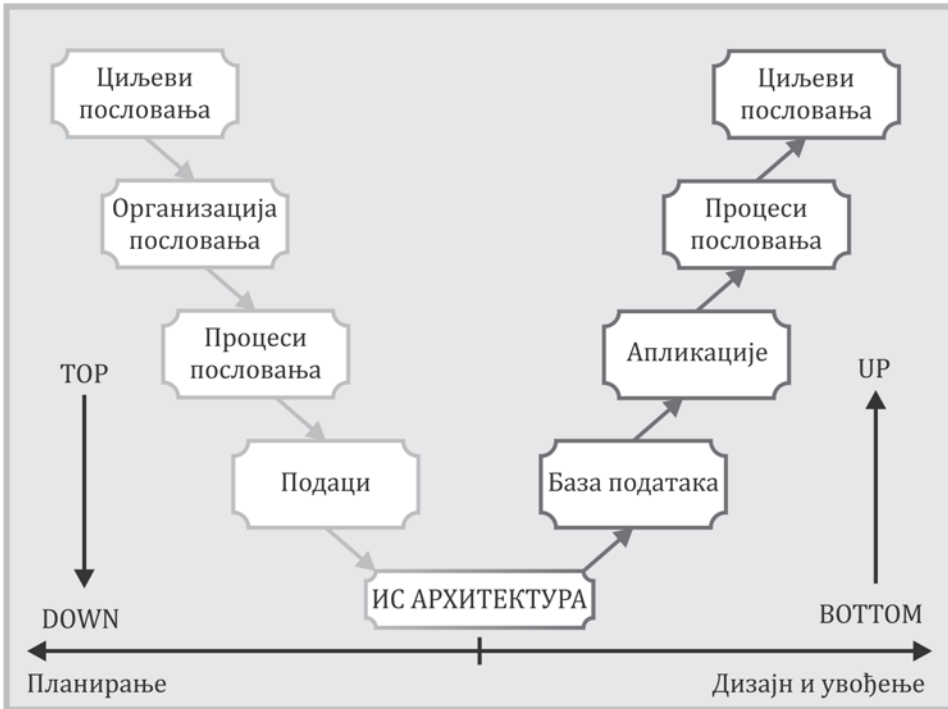 Циљеви
пословања
Организација
пословања
Процеси
пословања
Подаци
ИС АРХИТЕКТУРА
База података
Апликације
Процеси
пословања
Циљеви
пословања
TOP
DOWN
UP
BOTTOM
Планирање
Дизајн и увођење